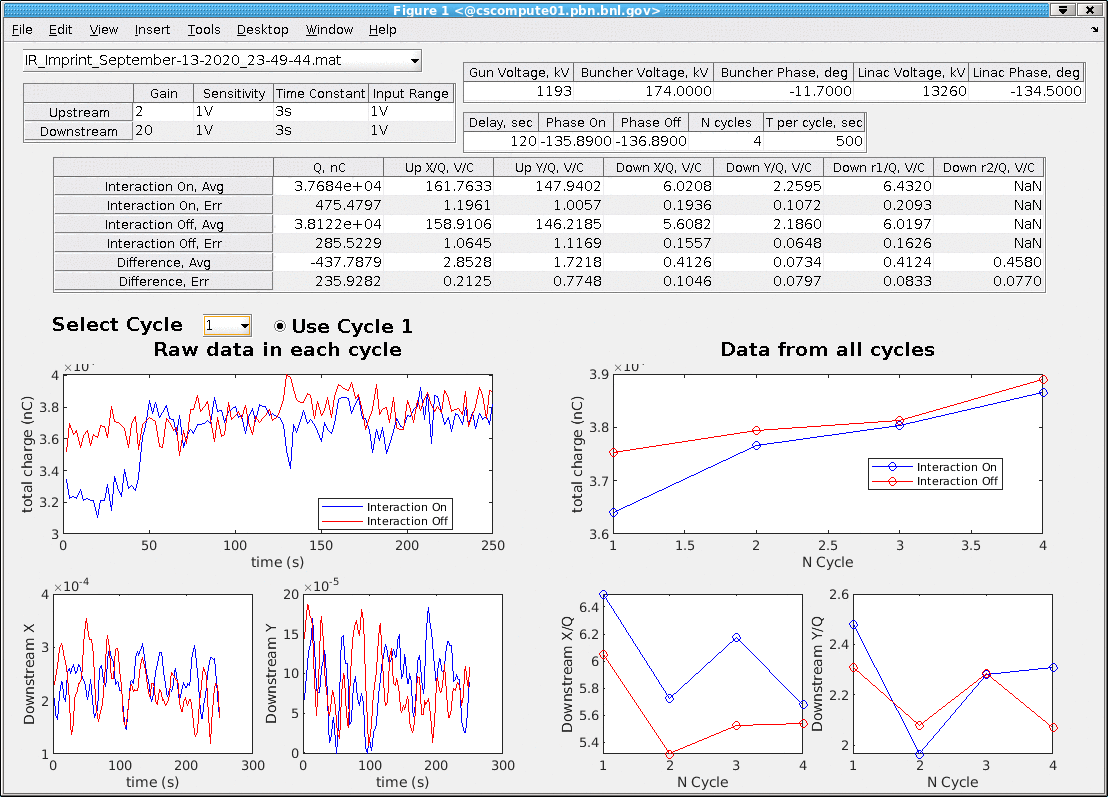 Figure 1 <@cscompute01.pbn.bnl.gov>
File Edit View Insert Tools Desktop Window Help
IR_Imprint_September-13-2020_23-49-44.mat
Gain Sensitivity Time Constant Input Range
Upstream 2 1V 3s 1V
Downstream 20 1V 3s 1V
Gun Voltage, kV Buncher Voltage, kV Buncher Phase, deg Linac Voltage, kV Linac Phase, deg
1193 174.0000 -11.7000 13260 -134.5000
Delay, sec Phase On Phase Off N cycles T per cycle, sec
120 -135.8900 -136.8900 4 500
Q, nC Up X/Q, V/C Up Y/Q, V/C Down X/Q, V/C Down Y/Q, V/C Down r1/Q, V/C Down r2/Q, V/C
Interaction On, Avg 3.7684e+04 161.7633 147.9402 6.0208 2.2595 6.4320 NaN
Interaction On, Err 475.4797 1.1961 1.0057 0.1936 0.1072 0.2093 NaN
Interaction Off, Avg 3.8122e+04 158.9106 146.2185 5.6082 2.1860 6.0197 NaN
Interaction Off, Err 285.5229 1.0645 1.1169 0.1557 0.0648 0.1626 NaN
Difference, Avg -437.7879 2.8528 1.7218 0.4126 0.0734 0.4124 0.4580
Difference, Err 235.9282 0.2125 0.7748 0.1046 0.0797 0.0833 0.0770
Select Cycle 1 Use Cycle 1
Raw data in each cycle
4
3.8
3.6
3.4
3.2
3
total charge (nC)
Interaction On
Interaction Off
0 50 100 150 200 250
time (s)
Data from all cycles
3.9
3.8
3.7
3.6
total charge (nC)
Interaction On
Interaction Off
1 1.5 2 2.5 3 3.5 4
N Cycle
×10-4
4
3
2
1
Downstream X
0 100 200 300
time (s)
×10-5
20
15
10
5
0
Downstream Y
0 100 200 300
time (s)
6.4
6.2
6
5.8
5.6
5.4
Downstream X/Q
1 2 3 4
N Cycle
2.6
2.4
2.2
2
Downstream Y/Q
1 2 3 4
N Cycle